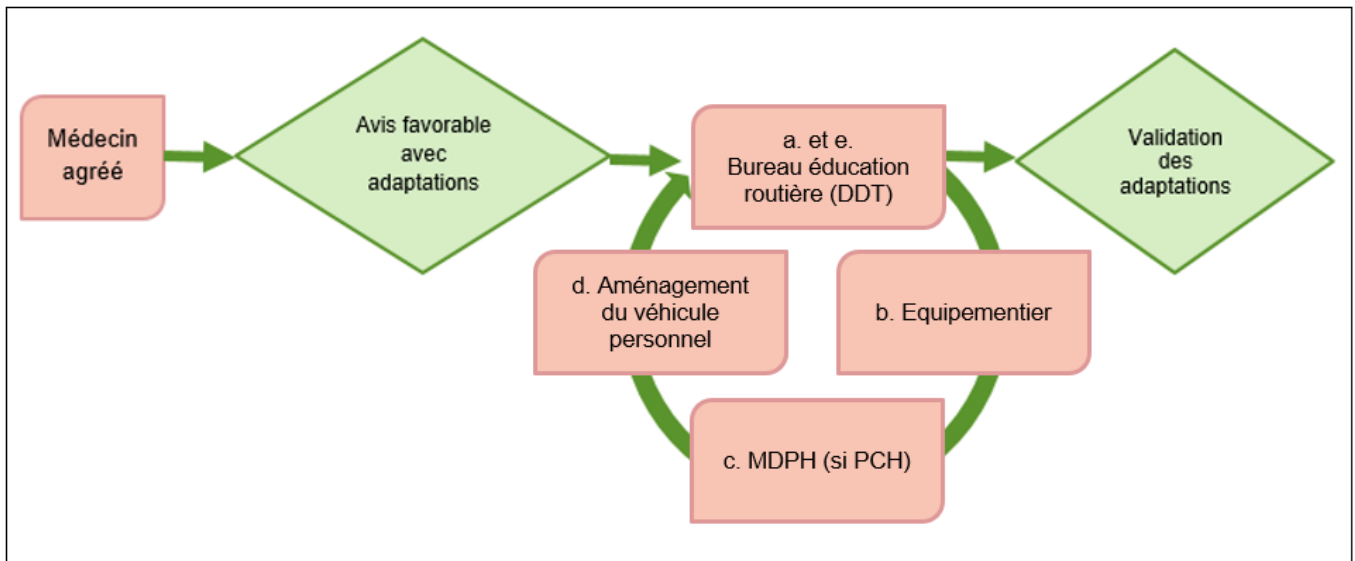 Médecin
agréé
Avis favorable
avec
adaptations
a. et e.
Bureau éducation
routière (DDT)
Validation
des
adaptations
d. Aménagement
du véhicule
personnel
b. Equipementier
c. MDPH (si PCH)